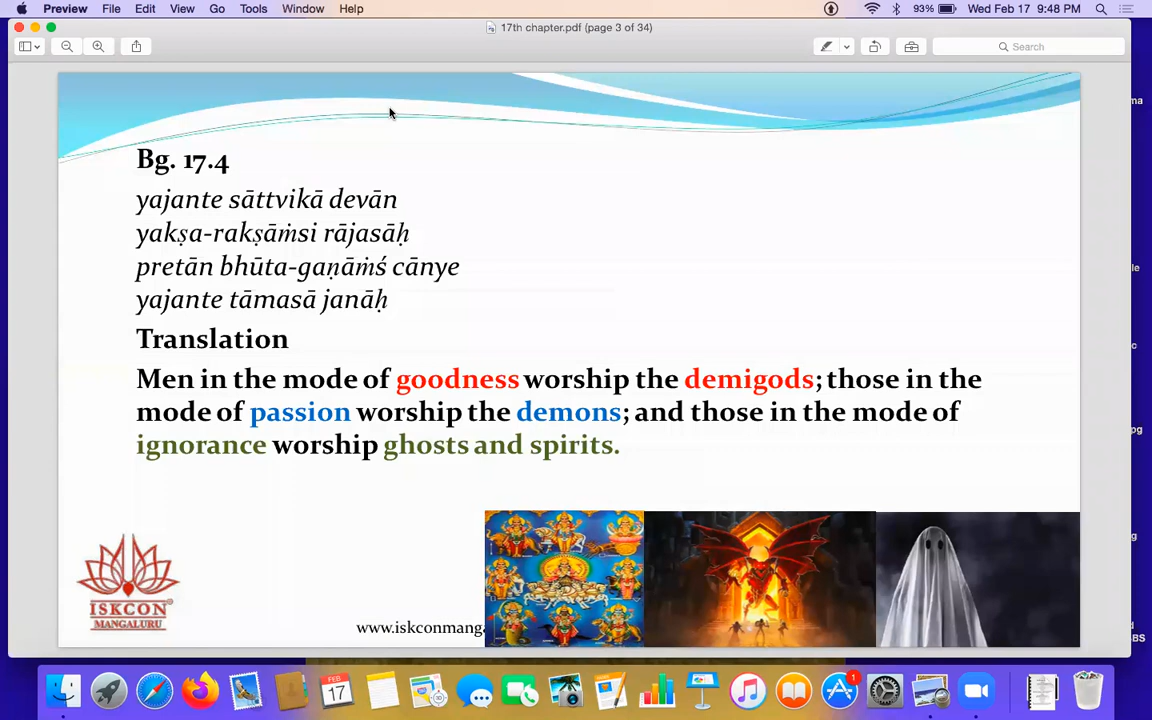 Preview File Edit View Go Tools Window Help 93% Wed Feb 17 9:48 PM
17th chapter.pdf (page 3 of 34)
Search
Bg. 17.4
yajante sāttvikā devān
yakṣa-rakṣāṁsi rājasāḥ
pretān bhūta-gaṇāṁś cānye
yajante tāmasā janāḥ
Translation
Men in the mode of goodness worship the demigods; those in the
mode of passion worship the demons; and those in the mode of
ignorance worship ghosts and spirits.
ISKCON
MANGALURU
www.iskconmanga
FEB
17
1